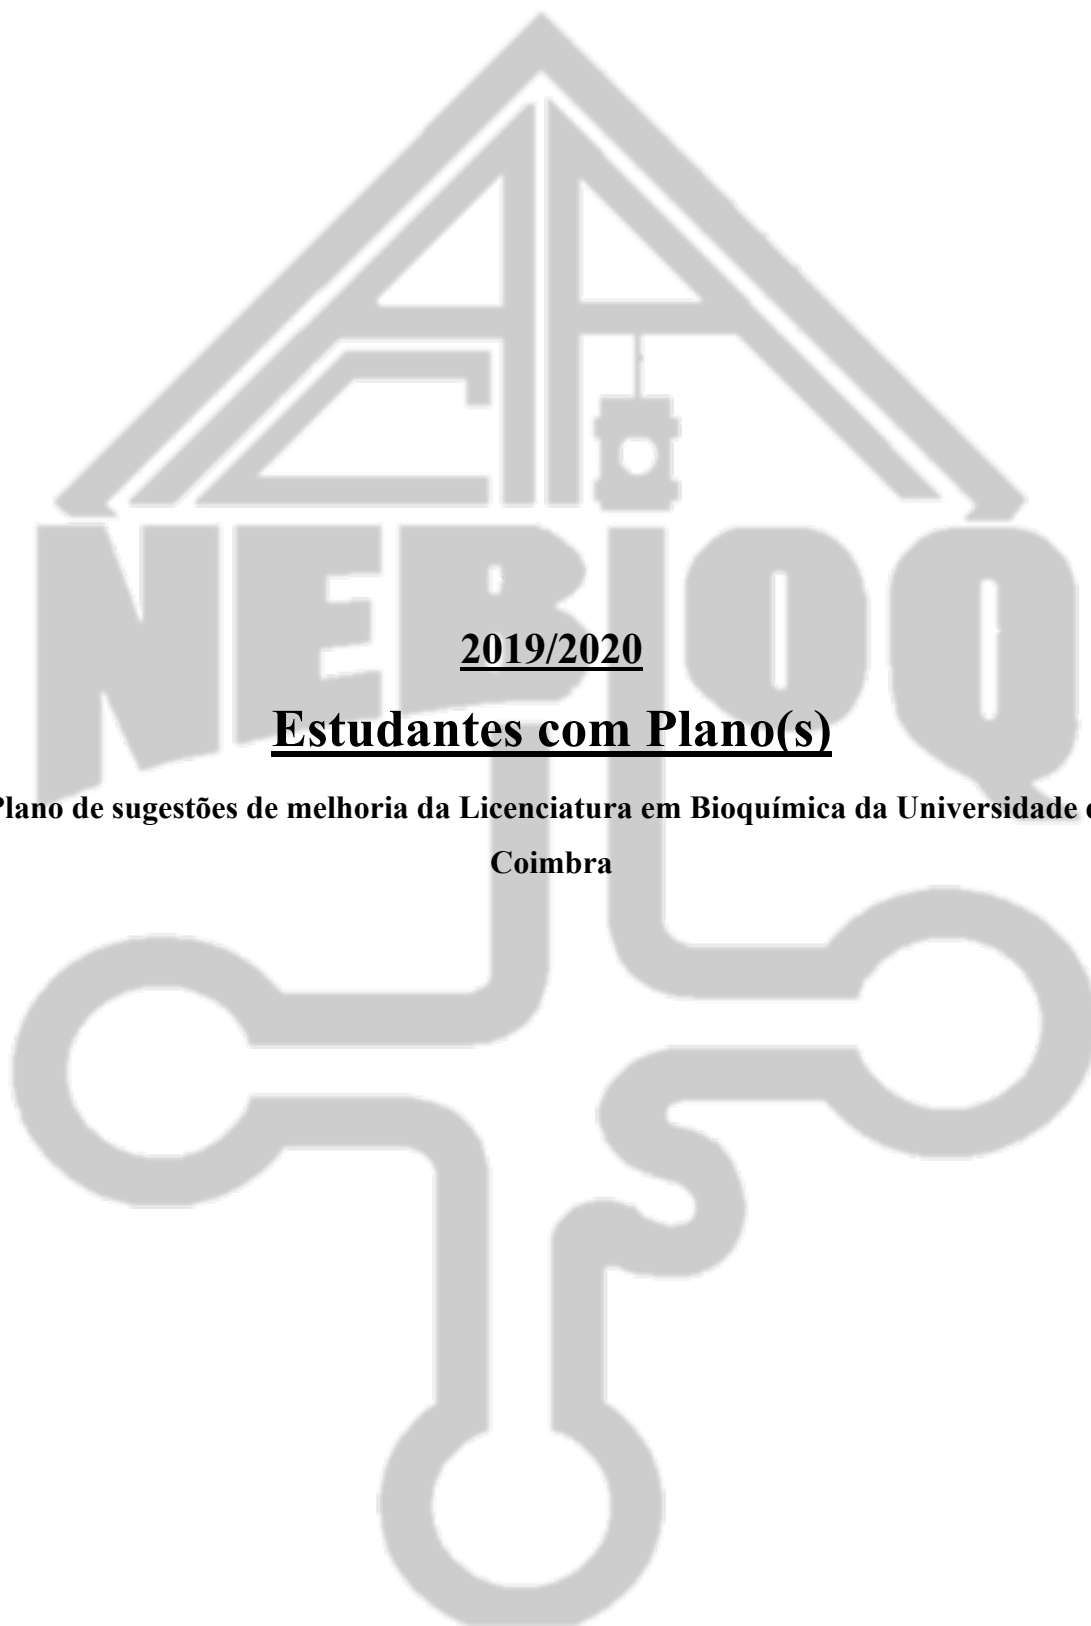 NEBIOQ
2019/2020
Estudantes com Plano(s)
Plano de sugestões de melhoria da Licenciatura em Bioquímica da Universidade
Coimbra